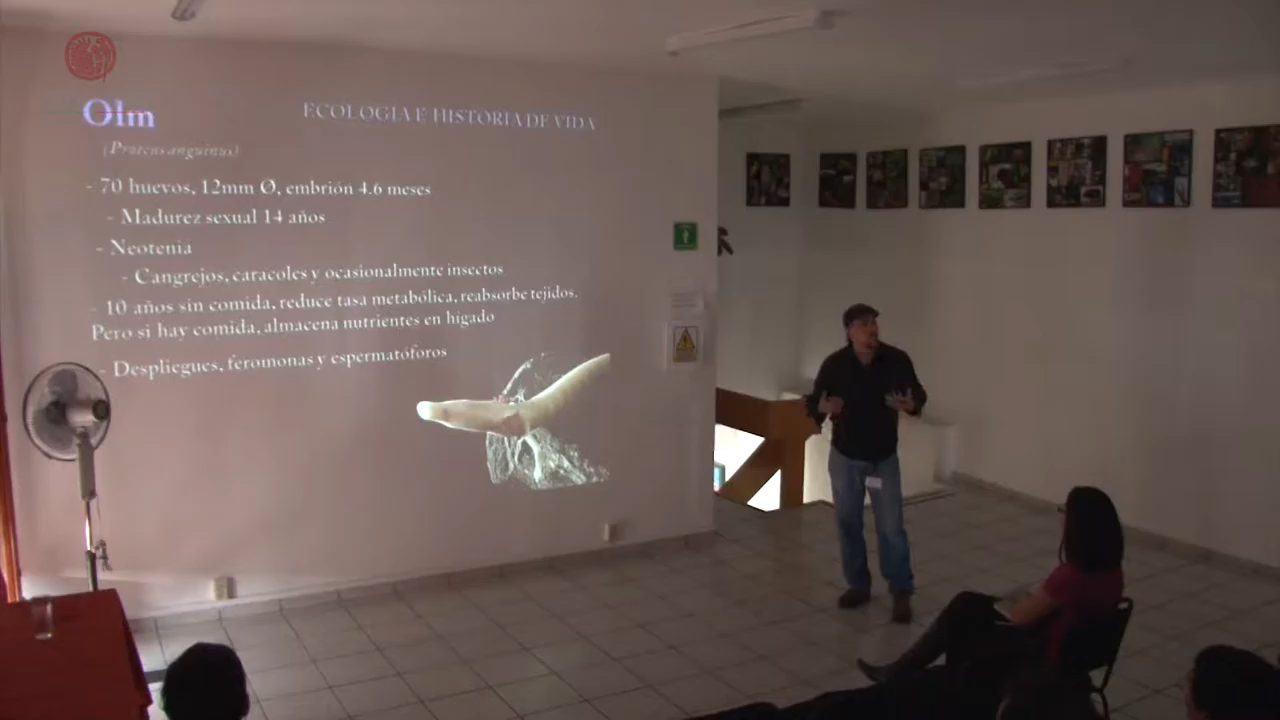 Olm
ECOLOGIA E HISTORIA DE VIDA
(Proteus anguinus)
- 70 huevos, 12mm Ø, embrión 4.6 meses
- Madurez sexual 14 años
- Neotenia
- Cangrejos, caracoles y ocasionalmente insectos
- 10 años sin comida, reduce tasa metabólica, reabsorbe tejidos.
Pero si hay comida, almacena nutrientes en hígado
- Despliegues, feromonas y espermatóforos